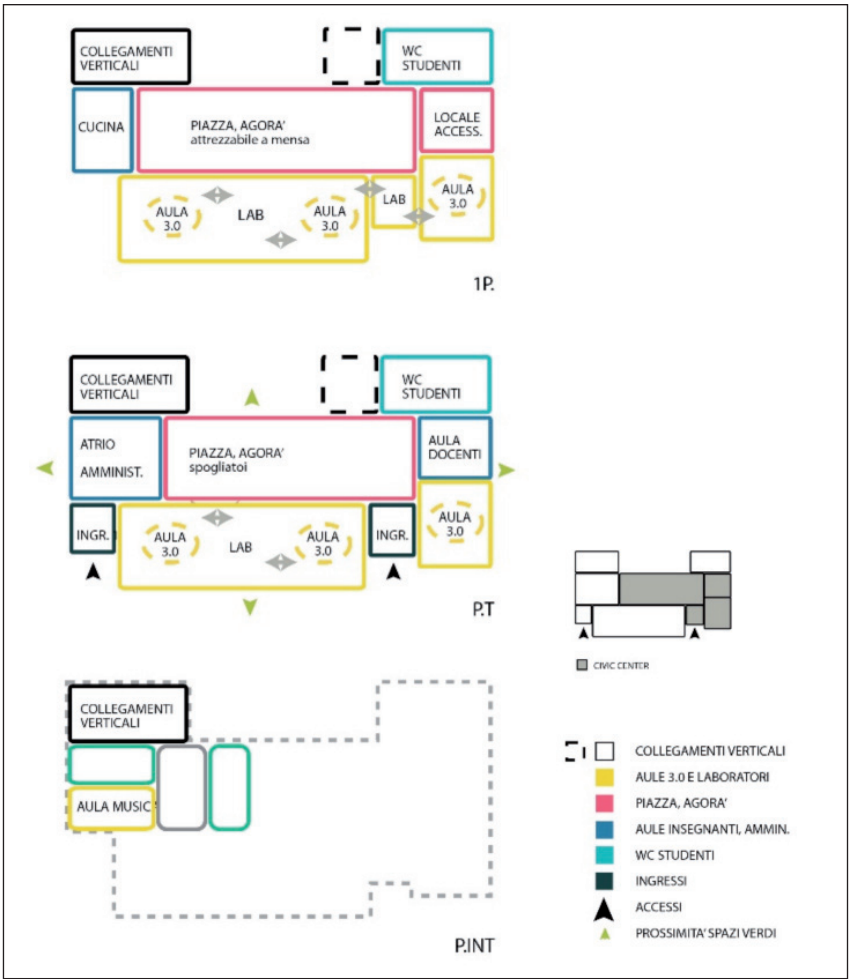 COLLEGAMENTI
VERTICALI
WC
STUDENTI
CUCINA
PIAZZA, AGORA'
attrezzabile a mensa
LOCALE
ACCESS.
AULA
3.0
LAB
AULA
3.0
LAB
AULA
3.0
1P.
COLLEGAMENTI
VERTICALI
WC
STUDENTI
ATRIO
AMMINIST.
PIAZZA, AGORA'
spogliatoi
AULA
DOCENTI
INGR.
AULA
3.0
LAB
AULA
3.0
INGR.
AULA
3.0
P.T
CIVIC CENTER
COLLEGAMENTI
VERTICALI
AULA MUSIC
P.INT
COLLEGAMENTI VERTICALI
AULE 3.0 E LABORATORI
PIAZZA, AGORA'
AULE INSEGNANTI, AMMIN.
WC STUDENTI
INGRESSI
ACCESSI
PROSSIMITA' SPAZI VERDI